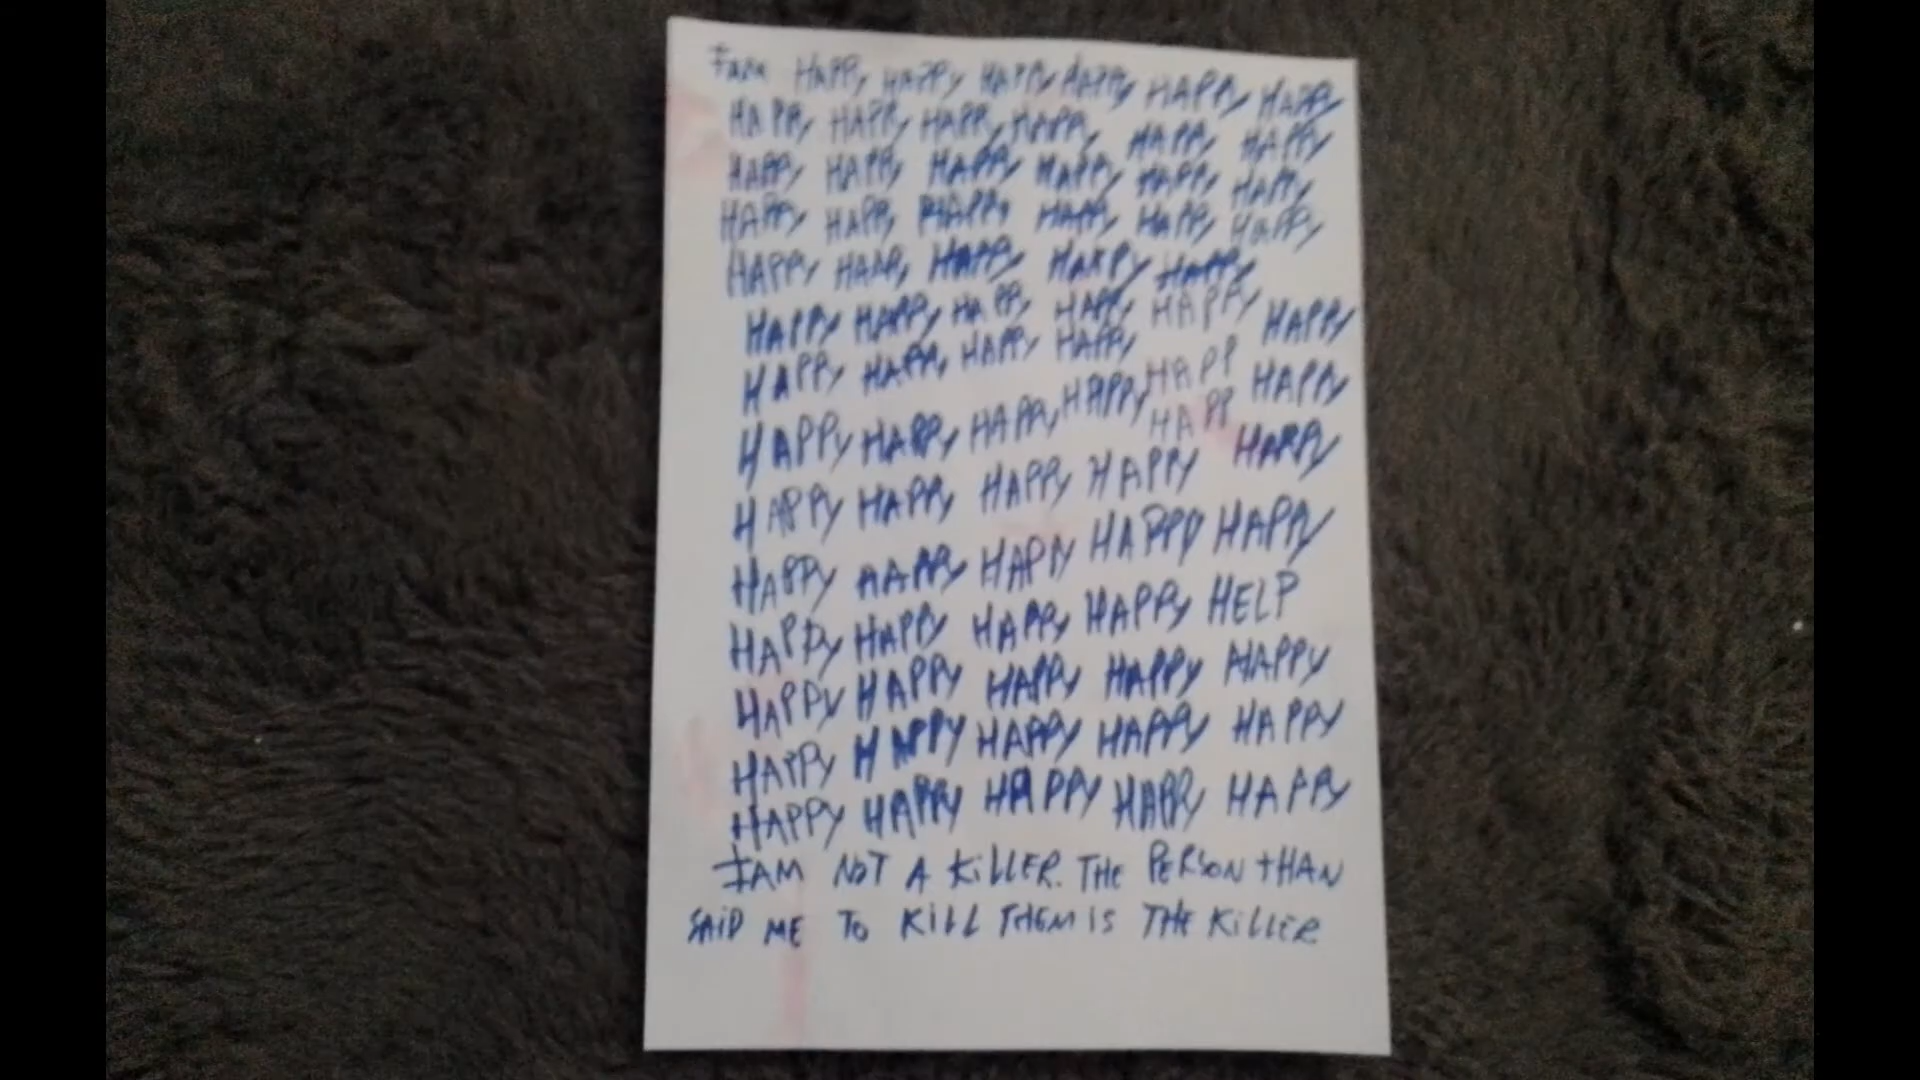 I am HAPPY HAPPY HAPPY HAPPY HAPPY HAPPY
HAPPY HAPPY HAPPY HAPPY HAPPY HAPPY
HAPPY HAPPY HAPPY HAPPY HAPPY HAPPY
HAPPY HAPPY HAPPY HAPPY HAPPY HAPPY
HAPPY HAPPY HAPPY HAPPY HAPPY
HAPPY HAPPY HAPPY HAPPY HAPPY HAPPY
HAPPY HAPPY HAPPY HAPPY HAPP HAPPY
HAPPY HAPPY HAPPY HAPPY HAPP HAPPY
HAPPY HAPPY HAPPY HAPPY
HAPPY AAPPY HAPPY HAPPY HAPPY
HAPPY HAPPY HAPPY HAPPY HELP
HAPPY HAPPY HAPPY HAPPY HAPPY
HAPPY HAPPY HAPPY HAPPY HAPPY
HAPPY HAPPY HAPPY HAPPY HAPPY
I AM NOT A KiLLER. THE PERSON tHAN
SAiD ME TO KiLL THEM IS THE KiLLER